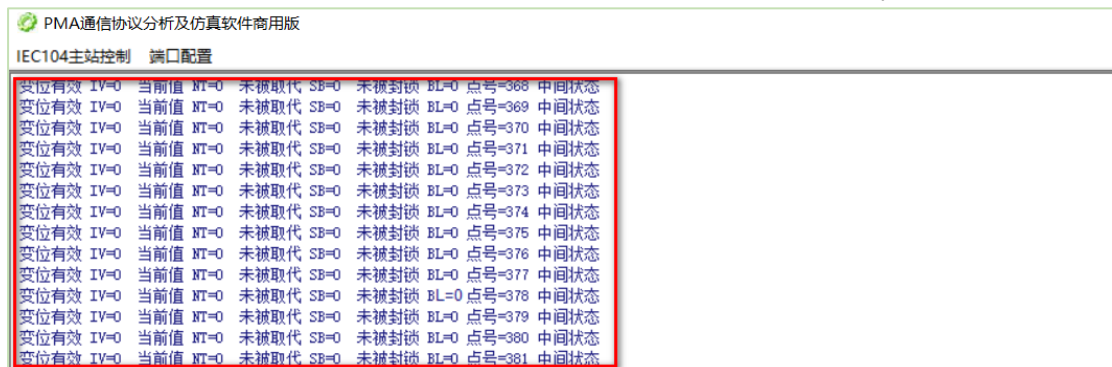 PMA通信协议分析及仿真软件商用版
IEC104主站控制 端口配置
变位有效 IV=0 当前值 NT=0 未被取代 SB=0 未被封锁 BL=0 点号=368 中间状态
变位有效 IV=0 当前值 NT=0 未被取代 SB=0 未被封锁 BL=0 点号=369 中间状态
变位有效 IV=0 当前值 NT=0 未被取代 SB=0 未被封锁 BL=0 点号=370 中间状态
变位有效 IV=0 当前值 NT=0 未被取代 SB=0 未被封锁 BL=0 点号=371 中间状态
变位有效 IV=0 当前值 NT=0 未被取代 SB=0 未被封锁 BL=0 点号=372 中间状态
变位有效 IV=0 当前值 NT=0 未被取代 SB=0 未被封锁 BL=0 点号=373 中间状态
变位有效 IV=0 当前值 NT=0 未被取代 SB=0 未被封锁 BL=0 点号=374 中间状态
变位有效 IV=0 当前值 NT=0 未被取代 SB=0 未被封锁 BL=0 点号=375 中间状态
变位有效 IV=0 当前值 NT=0 未被取代 SB=0 未被封锁 BL=0 点号=376 中间状态
变位有效 IV=0 当前值 NT=0 未被取代 SB=0 未被封锁 BL=0 点号=377 中间状态
变位有效 IV=0 当前值 NT=0 未被取代 SB=0 未被封锁 BL=0 点号=378 中间状态
变位有效 IV=0 当前值 NT=0 未被取代 SB=0 未被封锁 BL=0 点号=379 中间状态
变位有效 IV=0 当前值 NT=0 未被取代 SB=0 未被封锁 BL=0 点号=380 中间状态
变位有效 IV=0 当前值 NT=0 未被取代 SB=0 未被封锁 BL=0 点号=381 中间状态